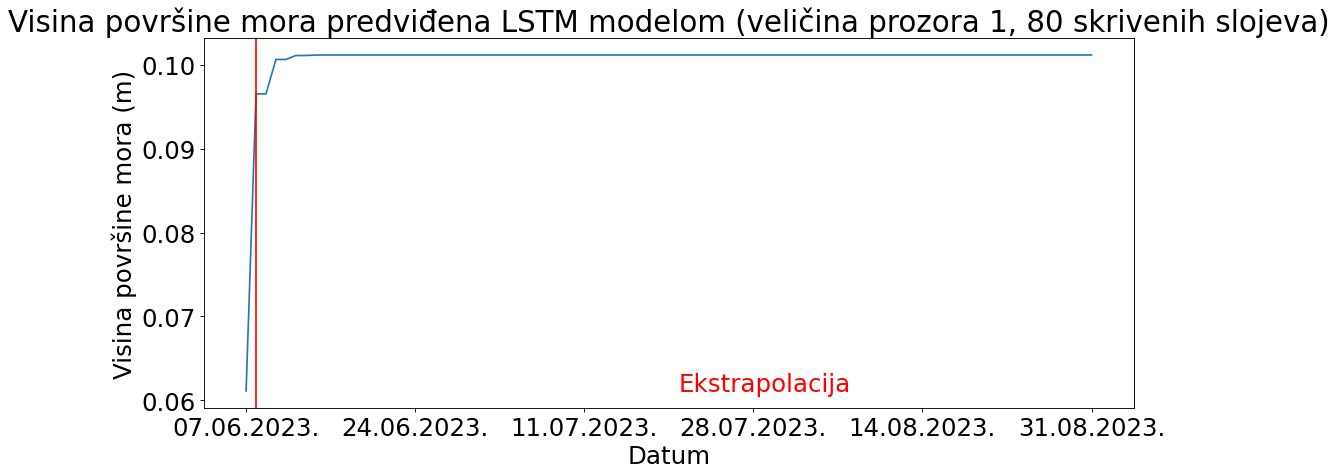 Visina površine mora predviđena LSTM modelom (veličina prozora 1, 80 skrivenih slojeva)
Visina površine mora (m)
0.10
0.09
0.08
0.07
0.06
Ekstrapolacija
07.06.2023. 24.06.2023. 11.07.2023. 28.07.2023. 14.08.2023. 31.08.2023.
Datum